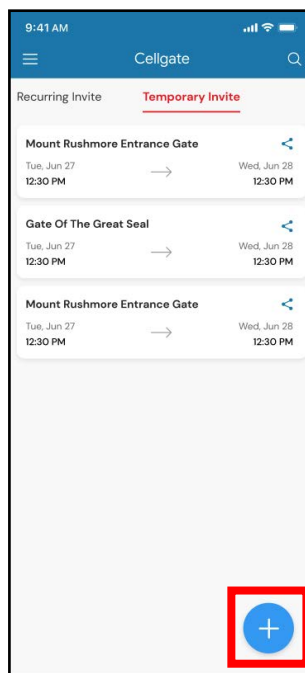 9:41 AM
Cellgate
Recurring Invite Temporary Invite
Mount Rushmore Entrance Gate
Tue, Jun 27 Wed, Jun 28
12:30 PM 12:30 PM
Gate Of The Great Seal
Tue, Jun 27 Wed, Jun 28
12:30 PM 12:30 PM
Mount Rushmore Entrance Gate
Tue, Jun 27 Wed, Jun 28
12:30 PM 12:30 PM